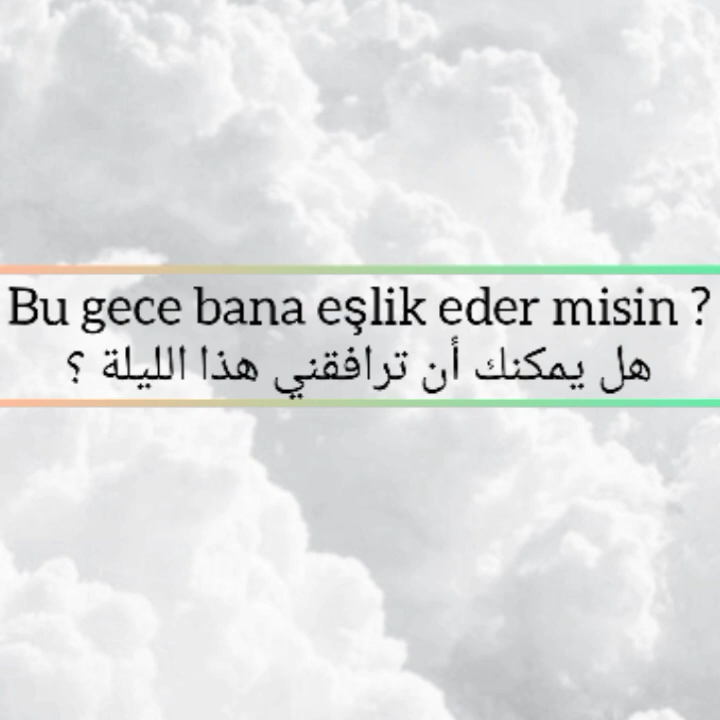 Bu gece bana eşlik eder misin ?
هل يمكنك أن ترافقني هذا الليلة ؟